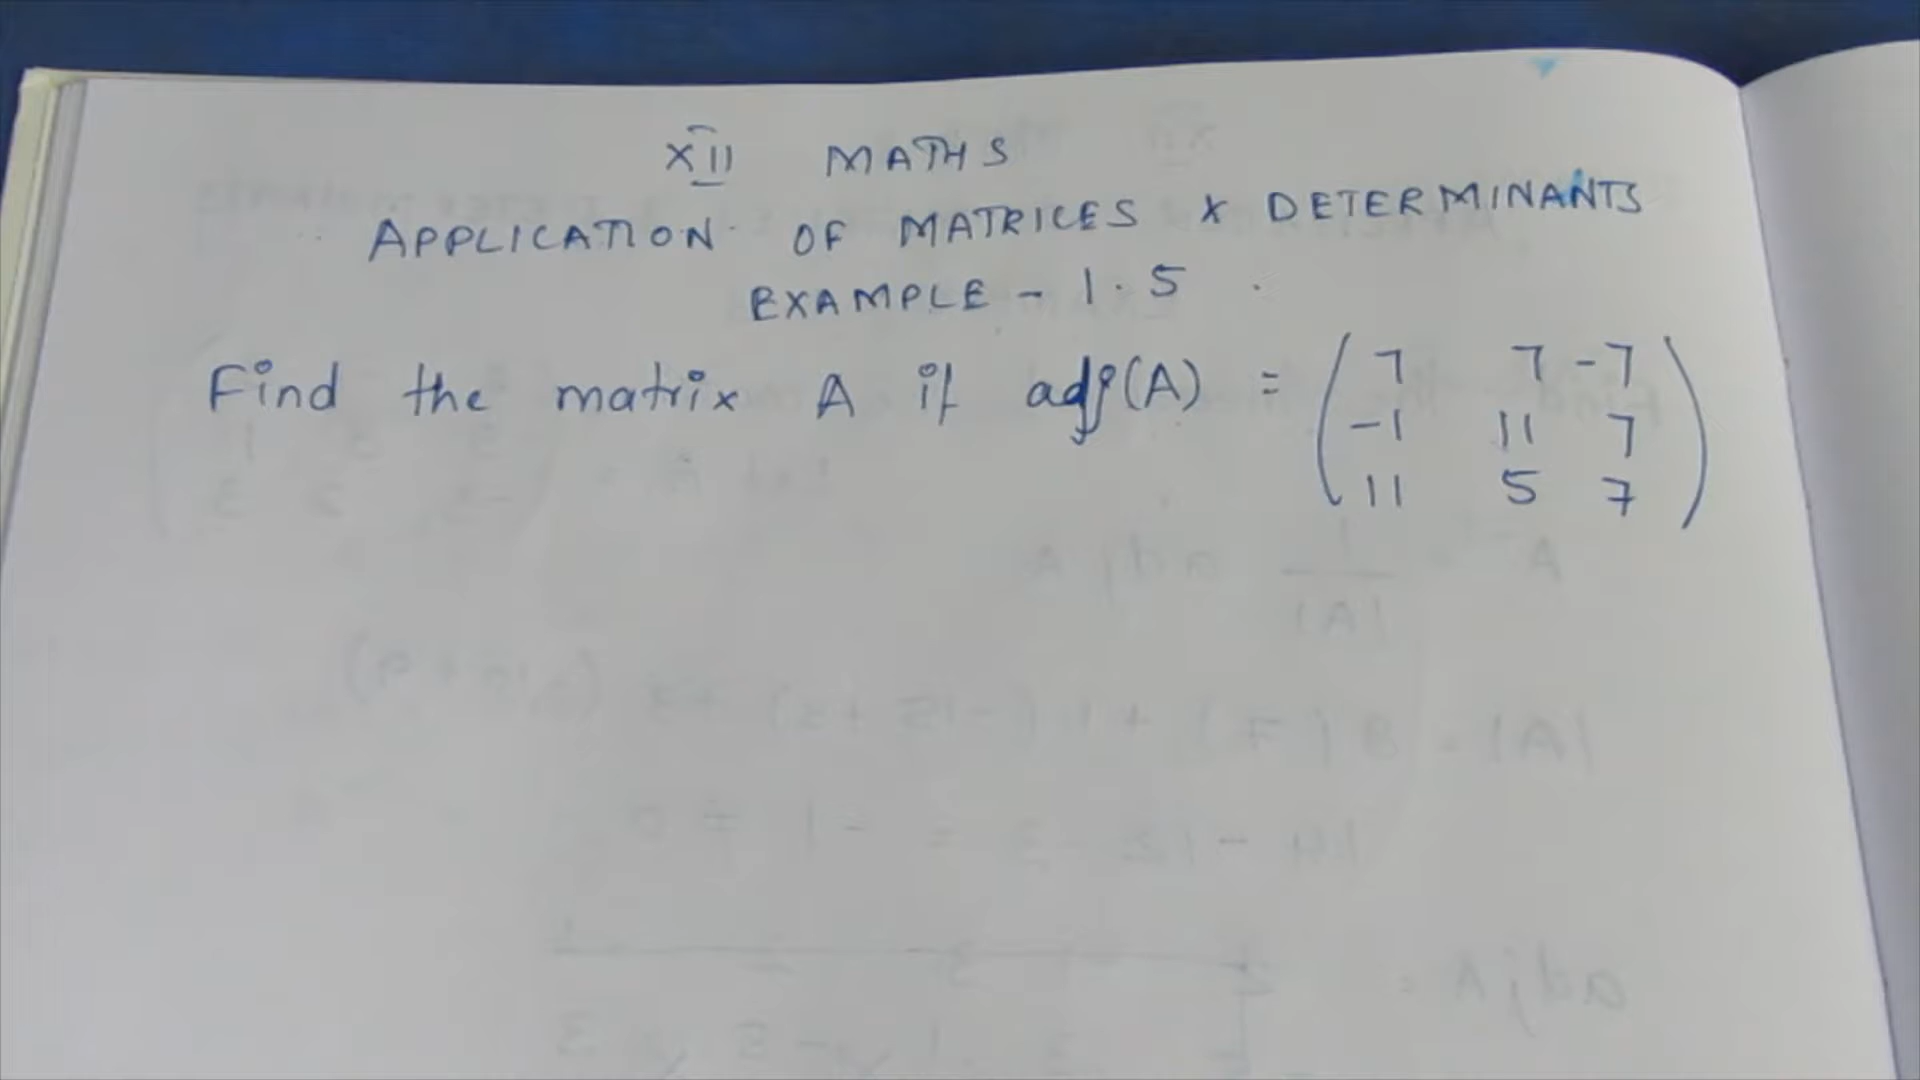 XII MATHS
APPLICATION OF MATRICES & DETERMINANTS
EXAMPLE - 1.5
Find the matrix A if adj(A) = ( 7 7 -7
-1 11 7
11 5 7 )